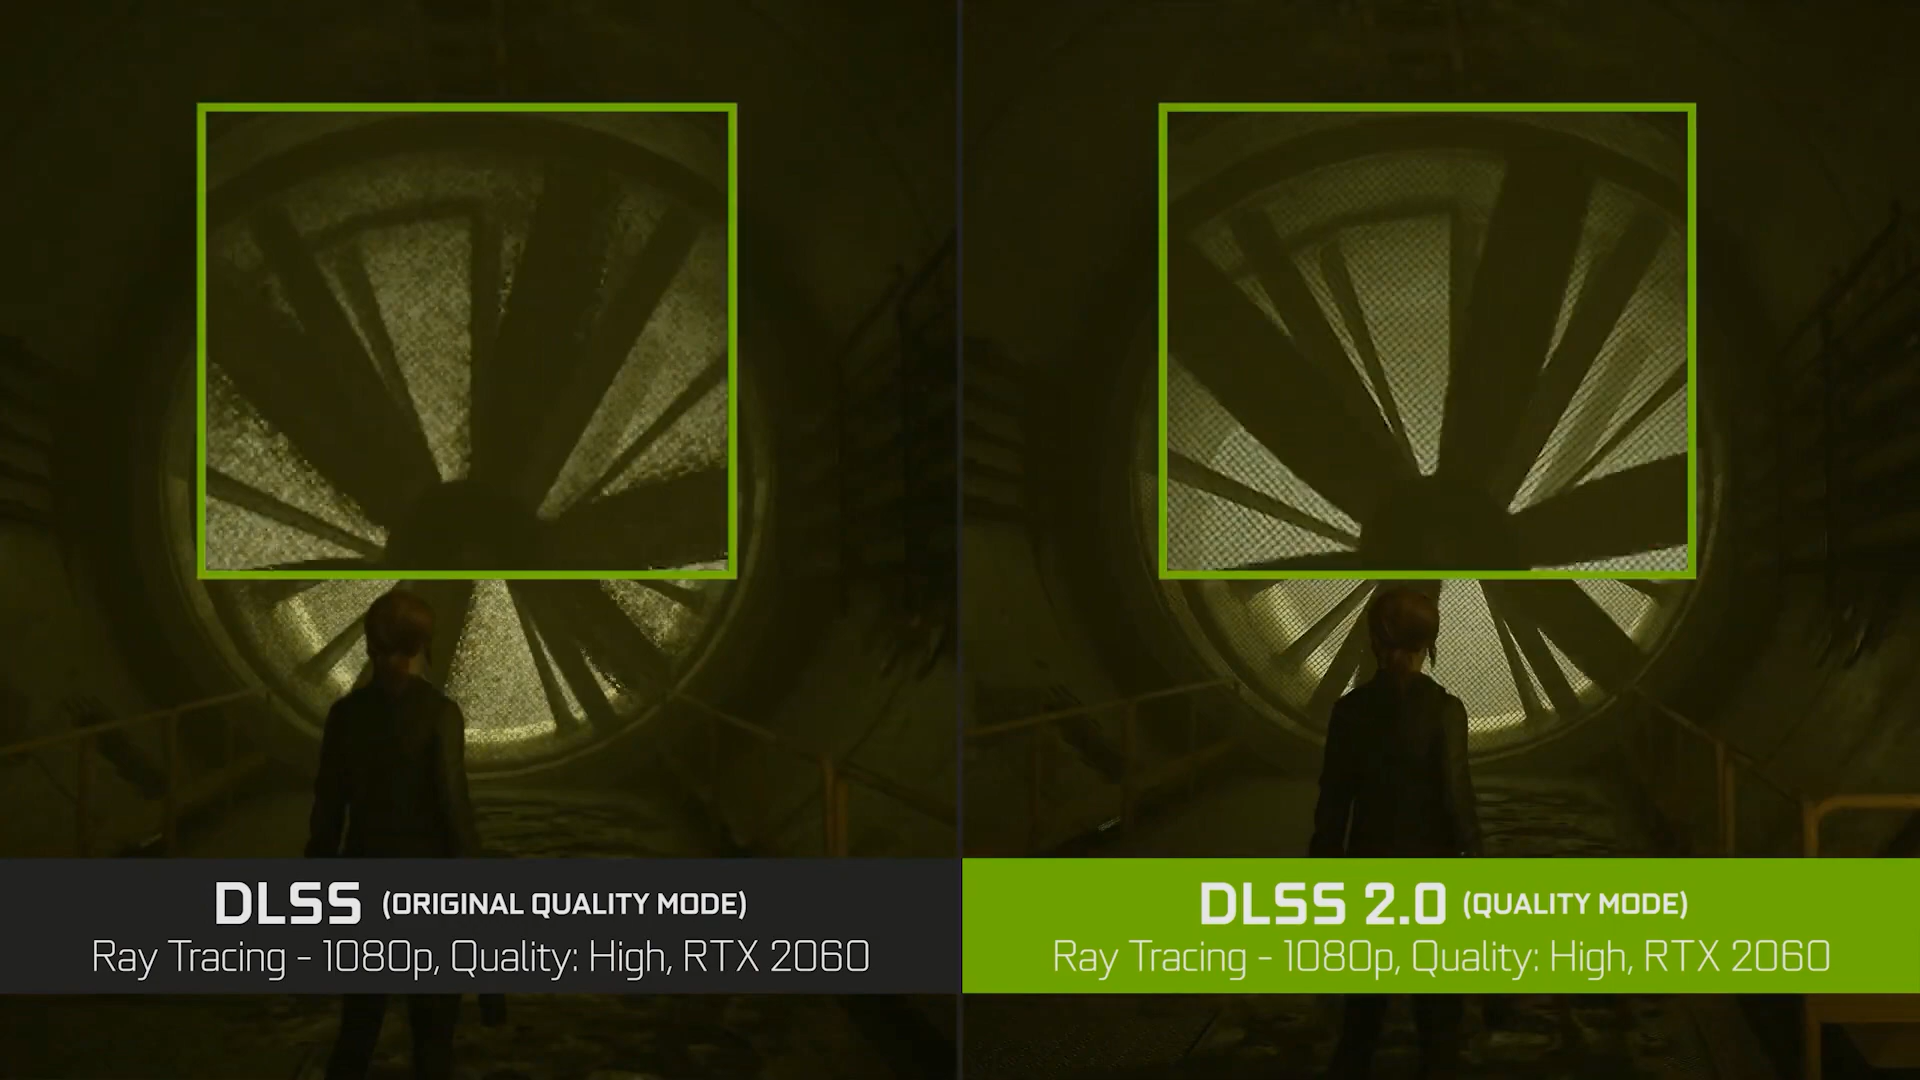 DLSS (ORIGINAL QUALITY MODE)
Ray Tracing - 1080p, Quality: High, RTX 2060
DLSS 2.0 (QUALITY MODE)
Ray Tracing - 1080p, Quality: High, RTX 2060